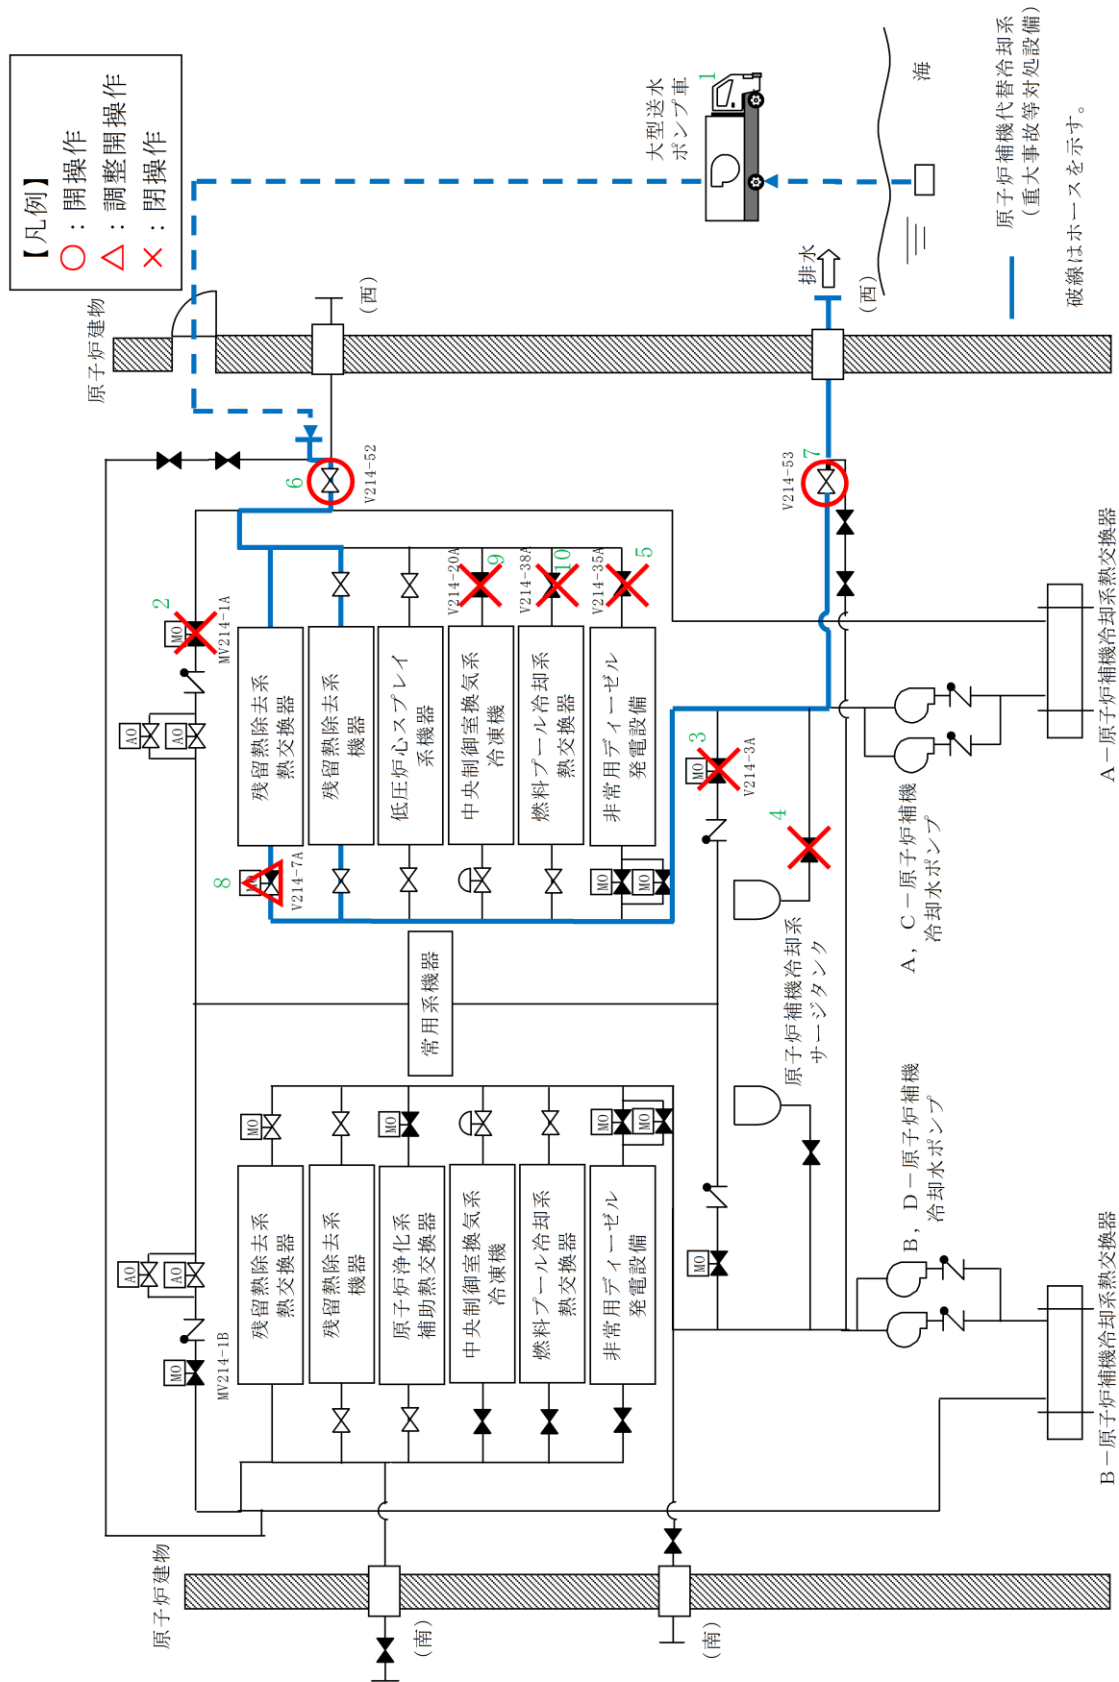 【凡例】
○：開操作
△：調整開操作
×：閉操作
原子炉建物
大型送水
ポンプ車
1
海
原子炉補機代替冷却系
（重大事故等対処設備）
破線はホースを示す。
（西）
排水
（西）
6
V214-52
7
V214-53
2
MO
MV214-1A
AO
AO
9
V214-20A
10
V214-38A
5
V214-35A
残留熱除去系
熱交換器
残留熱除去系
機器
低圧炉心スプレイ
系機器
中央制御室換気系
冷凍機
燃料プール冷却系
熱交換器
非常用ディーゼル
発電設備
8
MO
V214-7A
MO
MO
3
MO
V214-3A
4
A－原子炉補機冷却系熱交換器
A，C－原子炉補機
冷却水ポンプ
常用系機器
原子炉補機冷却系
サージタンク
MO
MO
MO
MO
AO
AO
残留熱除去系
熱交換器
残留熱除去系
機器
原子炉浄化系
補助熱交換器
中央制御室換気系
冷凍機
燃料プール冷却系
熱交換器
非常用ディーゼル
発電設備
MO
B，D－原子炉補機
冷却水ポンプ
MO
MV214-1B
B－原子炉補機冷却系熱交換器
原子炉建物
（南）
（南）